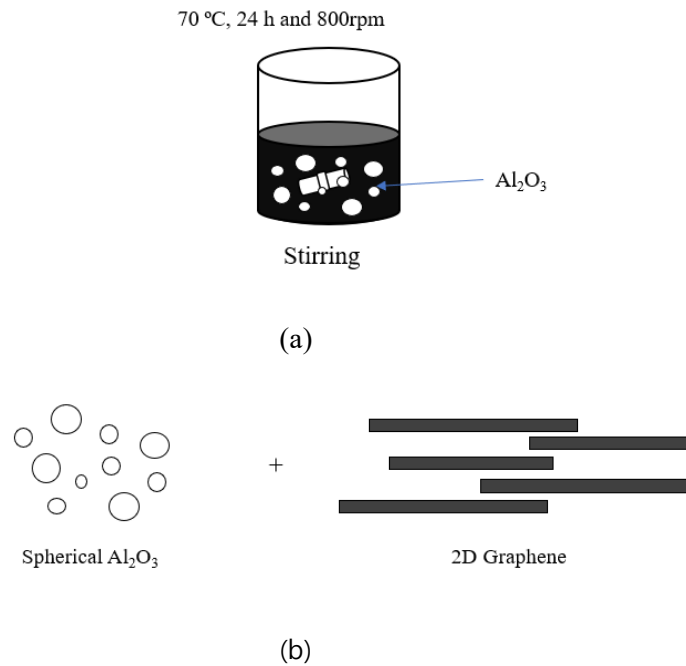 70 ºC, 24 h and 800rpm
Al₂O₃
Stirring
(a)
+
Spherical Al₂O₃
2D Graphene
(b)